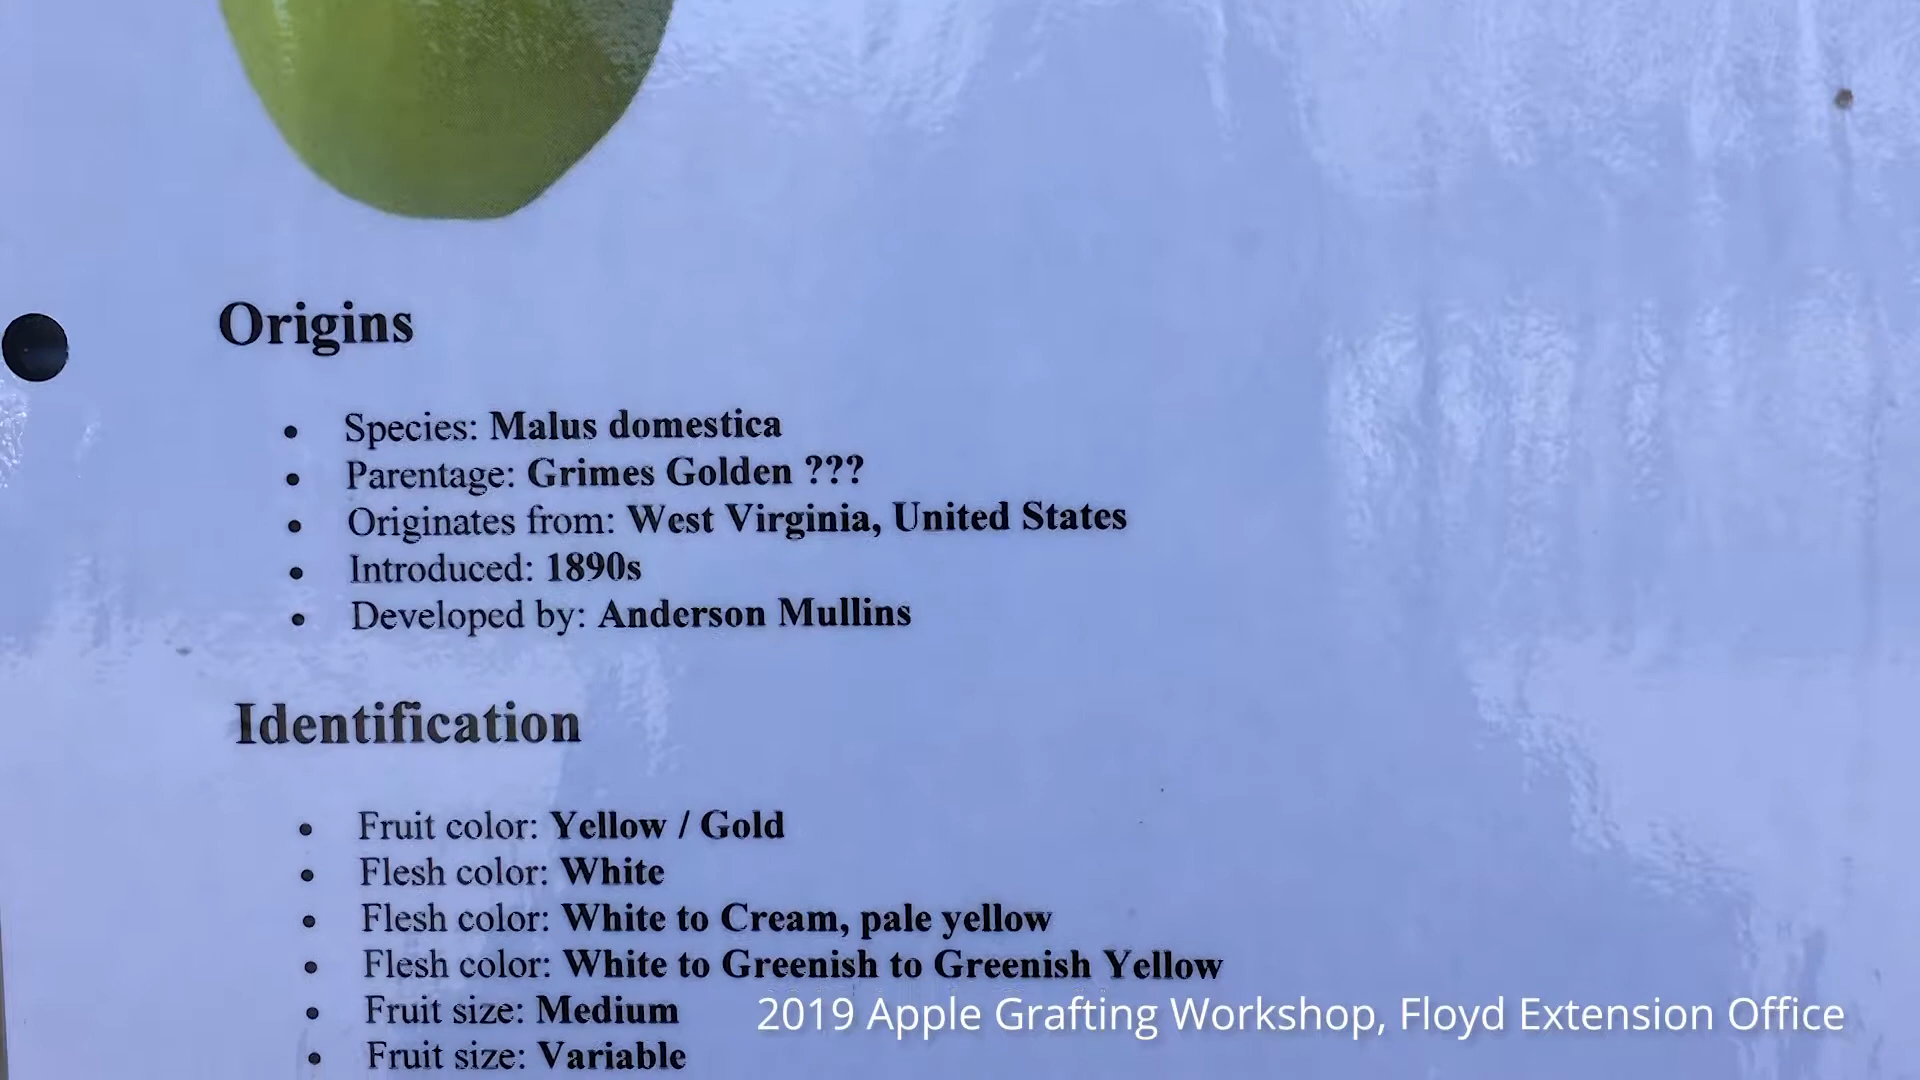 Origins
• Species: Malus domestica
• Parentage: Grimes Golden ???
• Originates from: West Virginia, United States
• Introduced: 1890s
• Developed by: Anderson Mullins
Identification
• Fruit color: Yellow / Gold
• Flesh color: White
• Flesh color: White to Cream, pale yellow
• Flesh color: White to Greenish to Greenish Yellow
• Fruit size: Medium
• Fruit size: Variable
2019 Apple Grafting Workshop, Floyd Extension Office